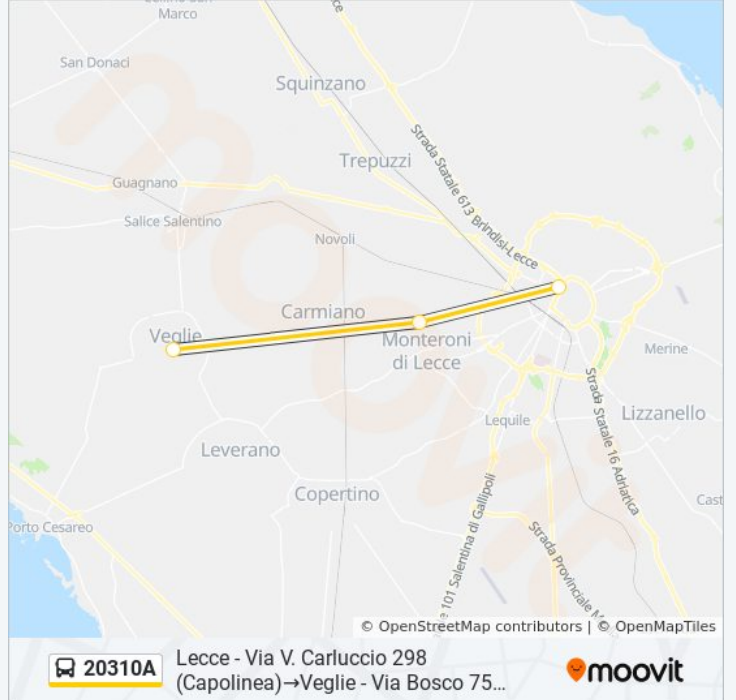 Collino San
Marco
San Donaci
Squinzano
Strada Statale 613 Brindisi-Lecce
Trepuzzi
Guagnano
Salice Salentino
Novoli
Carmiano
Veglie
Monteroni
di Lecce
Merine
Strada Statale 16 Adriatica
Lizzanello
Lequile
Leverano
Copertino
101 Salentina di Gallipoli
Strada Provinciale
Porto Cesareo
© OpenStreetMap contributors | © OpenMapTiles
20310A
Lecce - Via V. Carluccio 298
(Capolinea)→Veglie - Via Bosco 75…
moovit